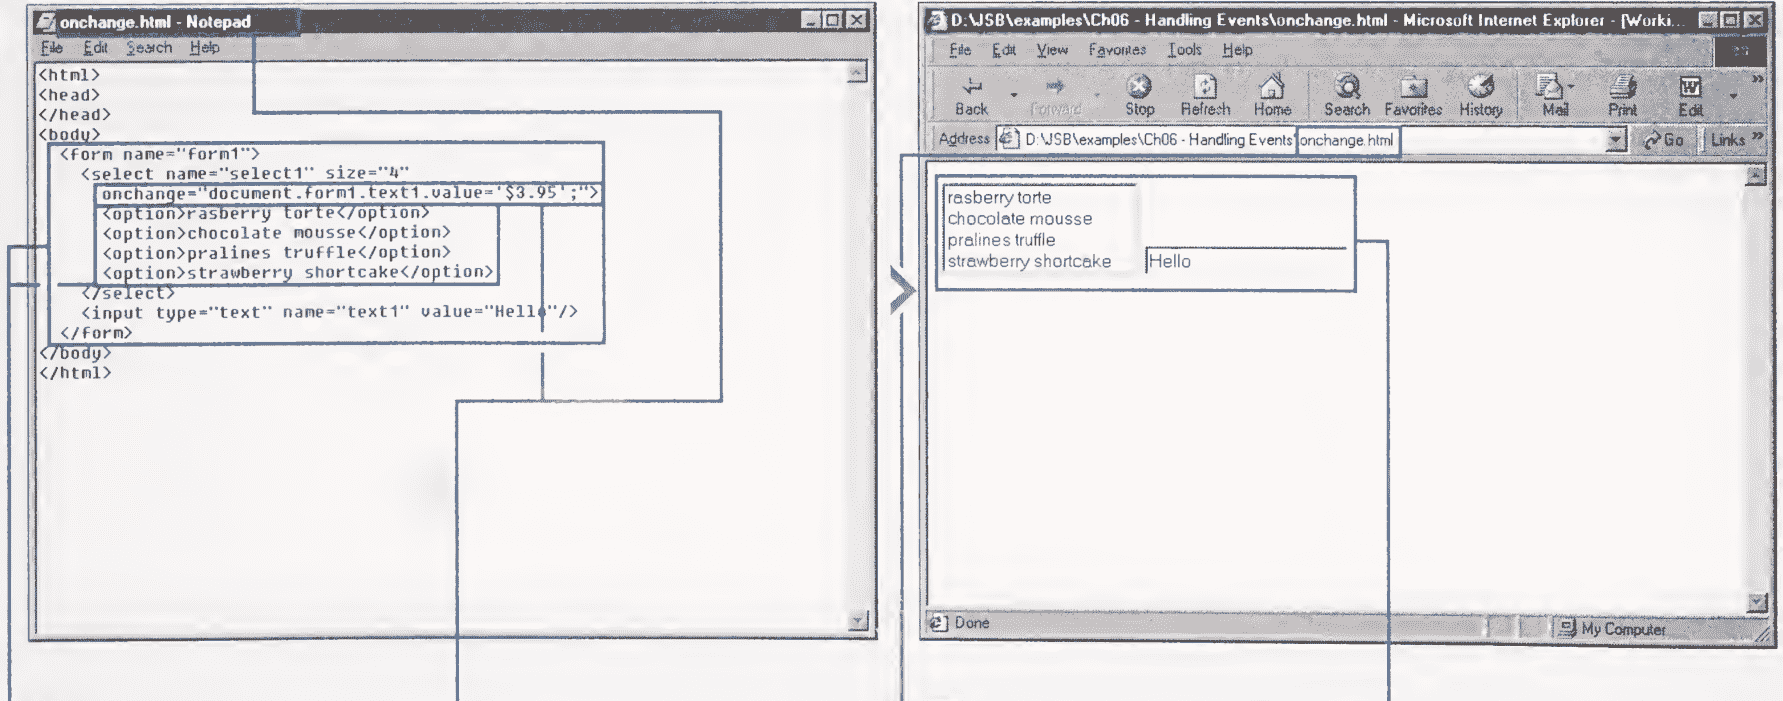 onchange.html - Notepad
File Edit Search Help
<html>
<head>
</head>
<body>
<form name="form1">
<select name="select1" size="4"
onchange="document.form1.text1.value='$3.95';">
<option>rasberry torte</option>
<option>chocolate mousse</option>
<option>pralines truffle</option>
<option>strawberry shortcake</option>
</select>
<input type="text" name="text1" value="Hello"/>
</form>
</body>
</html>
D:\JSB\examples\Ch06 - Handling Events\onchange.html - Microsoft Internet Explorer - [Worki...
File Edit View Favorites Tools Help
Back Forward Stop Refresh Home Search Favorites History Mail Print Edit
Address D:\JSB\examples\Ch06 - Handling Events\onchange.html Go Links
rasberry torte
chocolate mousse
pralines truffle
strawberry shortcake Hello
Done My Computer